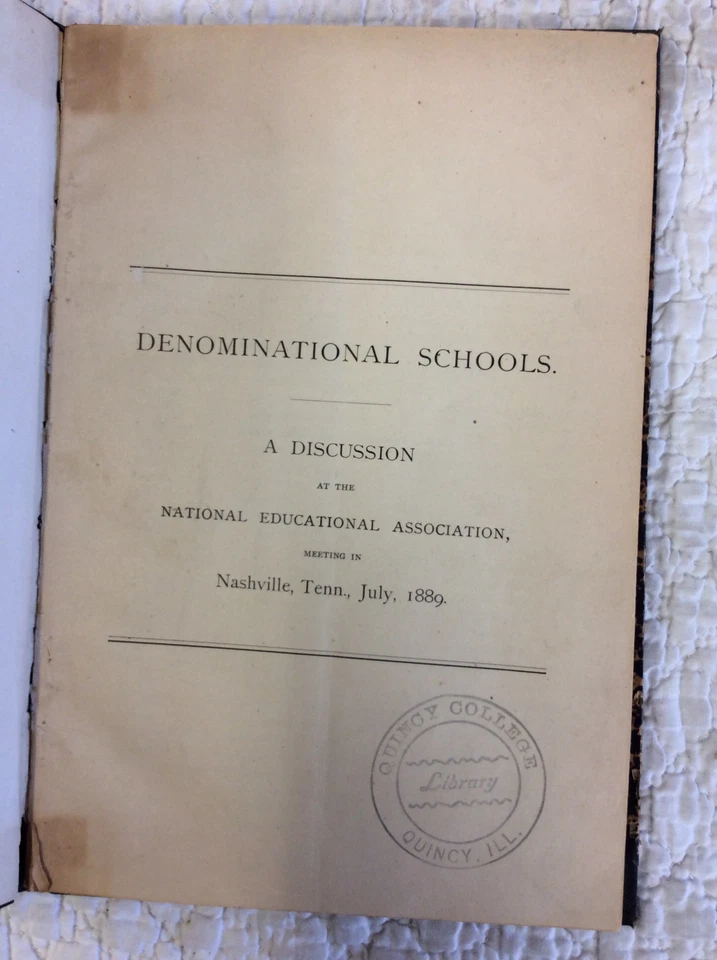 DENOMINATIONAL SCHOOLS.
A DISCUSSION
AT THE
NATIONAL EDUCATIONAL ASSOCIATION,
MEETING IN
Nashville, Tenn., July, 1889.
QUINCY COLLEGE
Library
QUINCY, ILL.